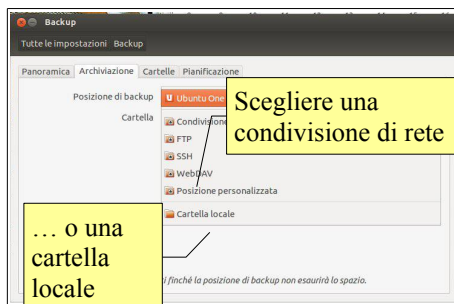 Backup
Tutte le impostazioni Backup
Panoramica Archiviazione Cartelle Pianificazione
Posizione di backup
Ubuntu One
Cartella
Condivisione
FTP
SSH
WebDAV
Posizione personalizzata
Cartella locale
Scegliere una
condivisione di rete
… o una
cartella
locale
finché la posizione di backup non esaurirà lo spazio.